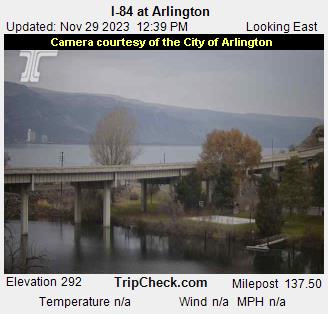 I-84 at Arlington
Updated: Nov 29 2023 12:39 PM Looking East
Camera courtesy of the City of Arlington
Elevation 292 TripCheck.com Milepost 137.50
Temperature n/a Wind n/a MPH n/a